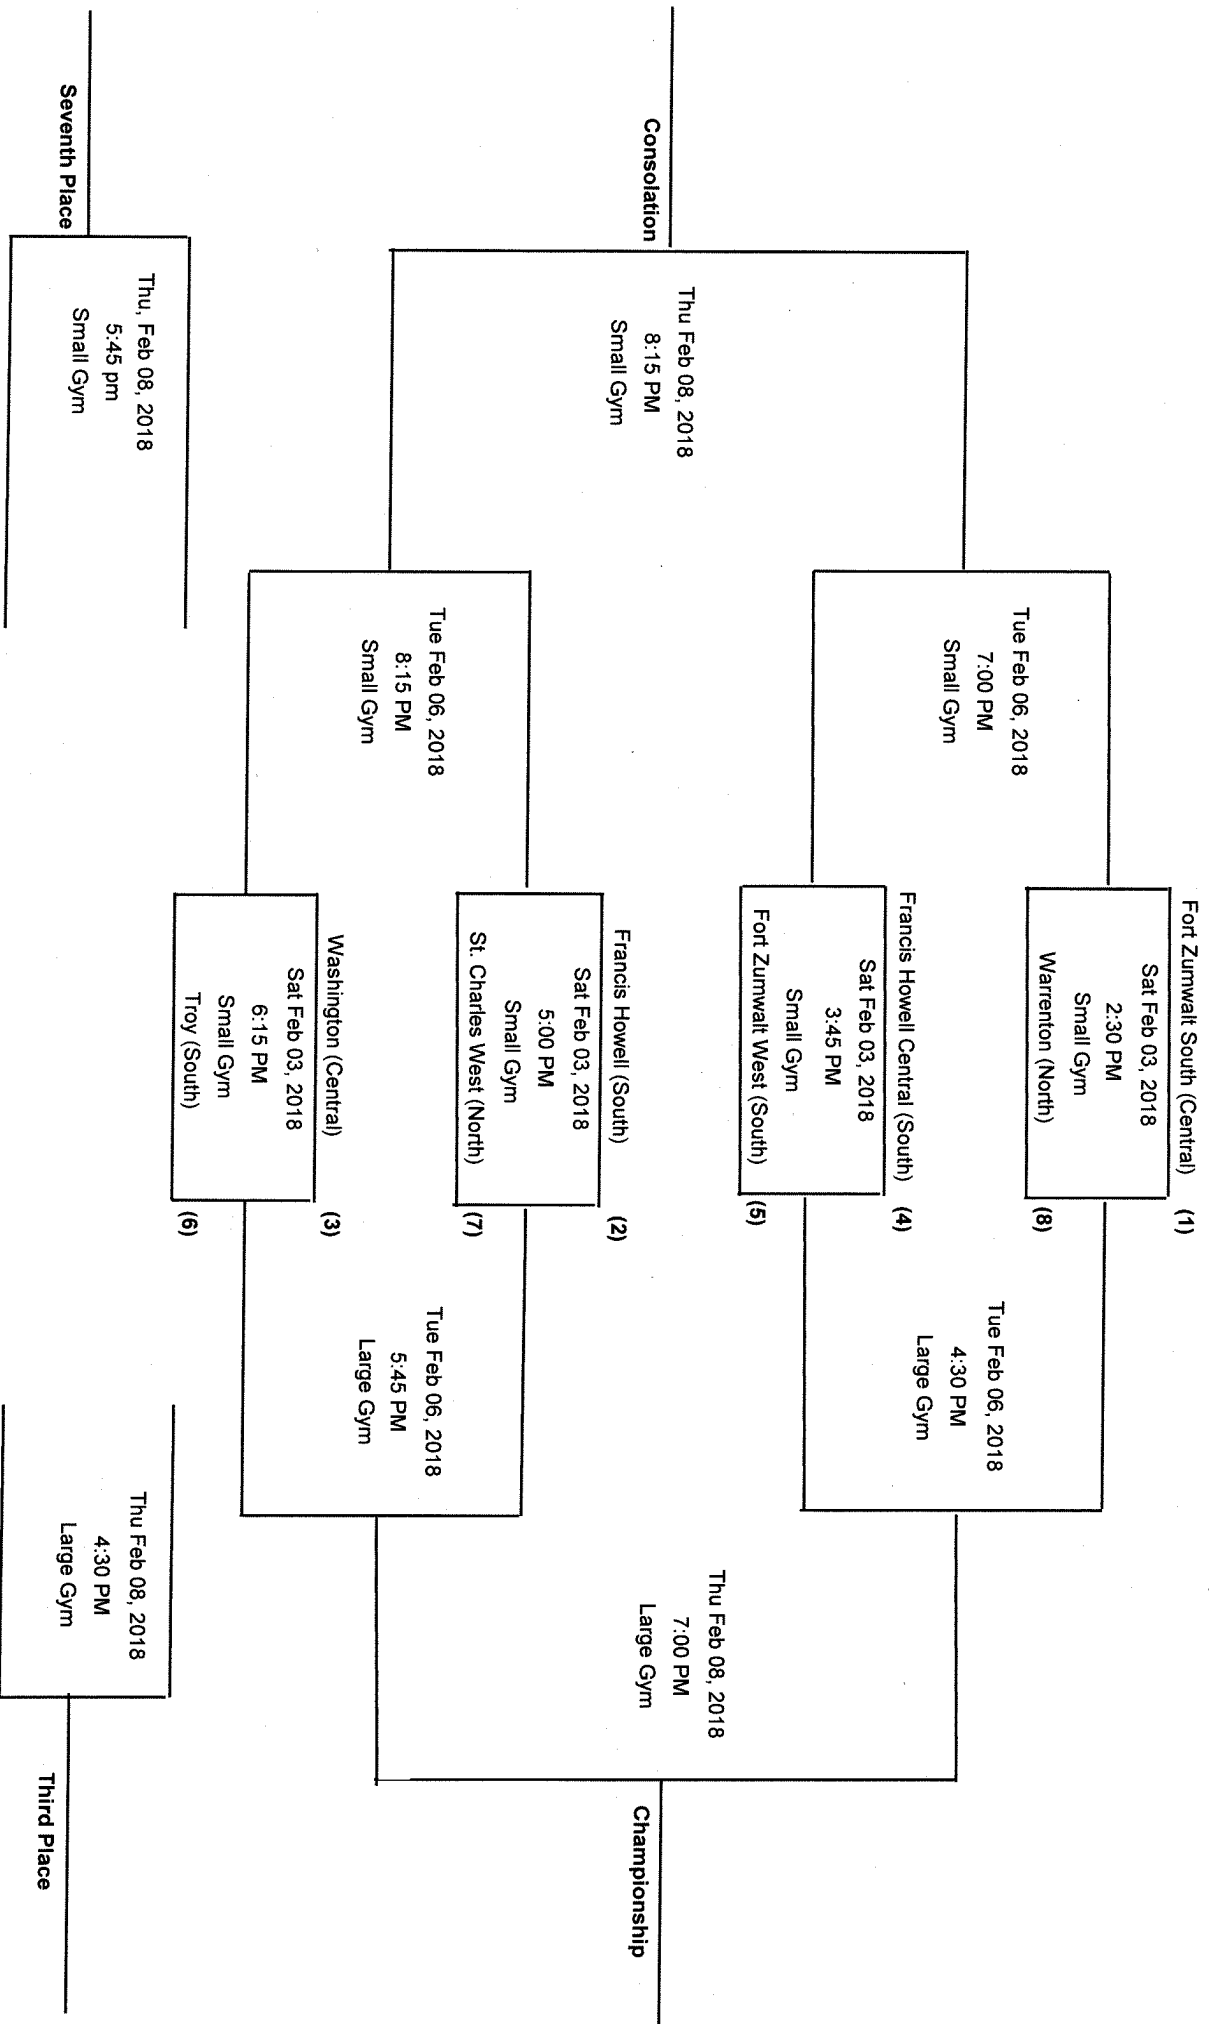 Fort Zumwalt South (Central) (1)
Sat Feb 03, 2018
2:30 PM
Small Gym
Warrenton (North) (8)
Tue Feb 06, 2018
7:00 PM
Small Gym
Tue Feb 06, 2018
4:30 PM
Large Gym
Francis Howell Central (South) (4)
Sat Feb 03, 2018
3:45 PM
Small Gym
Fort Zumwalt West (South) (5)
Thu Feb 08, 2018
8:15 PM
Small Gym
Consolation
Thu Feb 08, 2018
7:00 PM
Large Gym
Championship
Francis Howell (South) (2)
Sat Feb 03, 2018
5:00 PM
Small Gym
St. Charles West (North) (7)
Tue Feb 06, 2018
8:15 PM
Small Gym
Tue Feb 06, 2018
5:45 PM
Large Gym
Washington (Central) (3)
Sat Feb 03, 2018
6:15 PM
Small Gym
Troy (South) (6)
Thu, Feb 08, 2018
5:45 pm
Small Gym
Seventh Place
Thu Feb 08, 2018
4:30 PM
Large Gym
Third Place